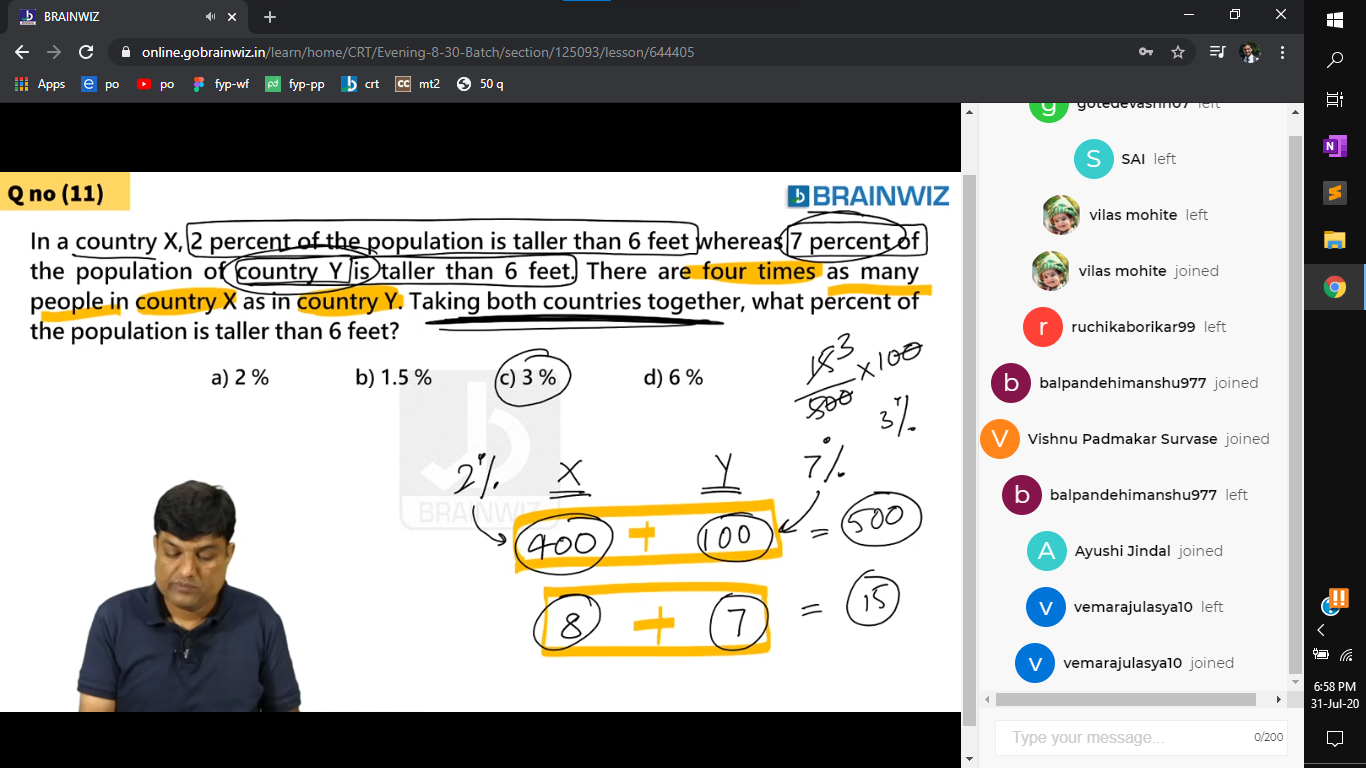 BRAINWIZ
online.gobrainwiz.in/learn/home/CRT/Evening-8-30-Batch/section/125093/lesson/644405
Apps po po fyp-wf fyp-pp crt mt2 50 q
Q no (11)
BRAINWIZ
In a country X, 2 percent of the population is taller than 6 feet whereas 7 percent of
the population of country Y is taller than 6 feet. There are four times as many
people in country X as in country Y. Taking both countries together, what percent of
the population is taller than 6 feet?
a) 2 % b) 1.5 % c) 3 % d) 6 %
15 3 × 100
500
3%
2% X Y 7%
400 + 100 = 500
8 + 7 = 15
BRAINWIZ
gotedevashri07 left
S SAI left
vilas mohite left
vilas mohite joined
r ruchikaborikar99 left
b balpandehimanshu977 joined
V Vishnu Padmakar Survase joined
b balpandehimanshu977 left
A Ayushi Jindal joined
v vemarajulasya10 left
v vemarajulasya10 joined
Type your message... 0/200
6:58 PM
31-Jul-20